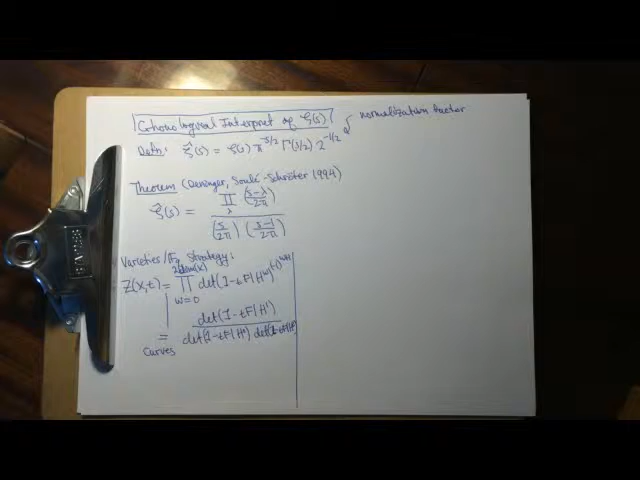 Cohomological Interpret of ζ(s)
normalization factor
Defn: ζ̂(s) = ζ(s) π^{-s/2} Γ(s/2) 2^{-1/2}
Theorem (Deninger, Soulé-Schröter 1994)
ζ̂(s) = ∏_λ ((s-λ)/2π) / (s/2π) ((s-1)/2π)
Varieties/F_q Strategy:
Z(X,t) = ∏_{w=0}^{2dim(X)} det(I-tF|H^w)^{(-1)^{w+1}}
= det(I-tF|H^1) / det(I-tF|H^0) det(I-tF|H^2)
Curves